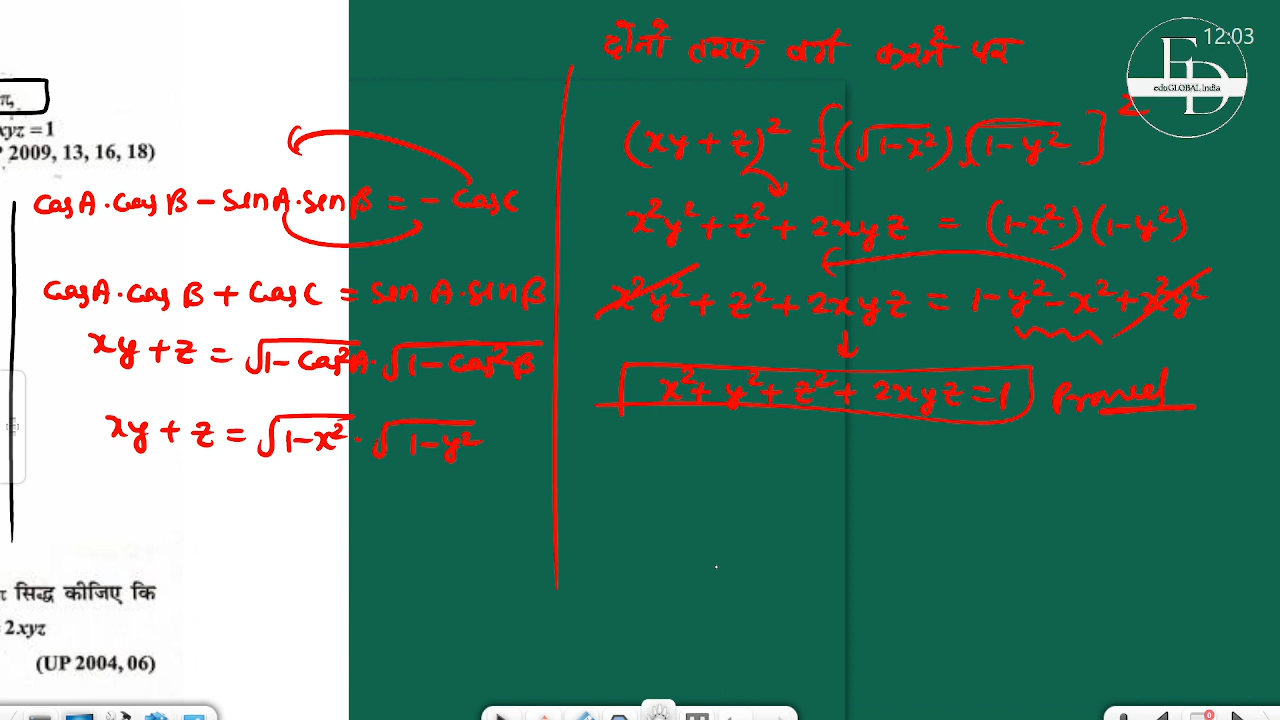 π,
xyz = 1
2009, 13, 16, 18)
cosA·cosB − sinA·sinB = − cosC
cosA·cosB + cosC = sinA·sinB
xy + z = √1−cos²A · √1−cos²B
xy + z = √1−x² · √1−y²
सिद्ध कीजिए कि
= 2xyz
(UP 2004, 06)
दोनों तरफ वर्ग करने पर
(xy + z)² = {(√1−x²)(√1−y²]²
x²y² + z² + 2xyz = (1−x²)(1−y²)
x²y² + z² + 2xyz = 1−y²−x²+x²y²
x² + y² + z² + 2xyz = 1 Proved
12:03
ED
eduGLOBAL.India